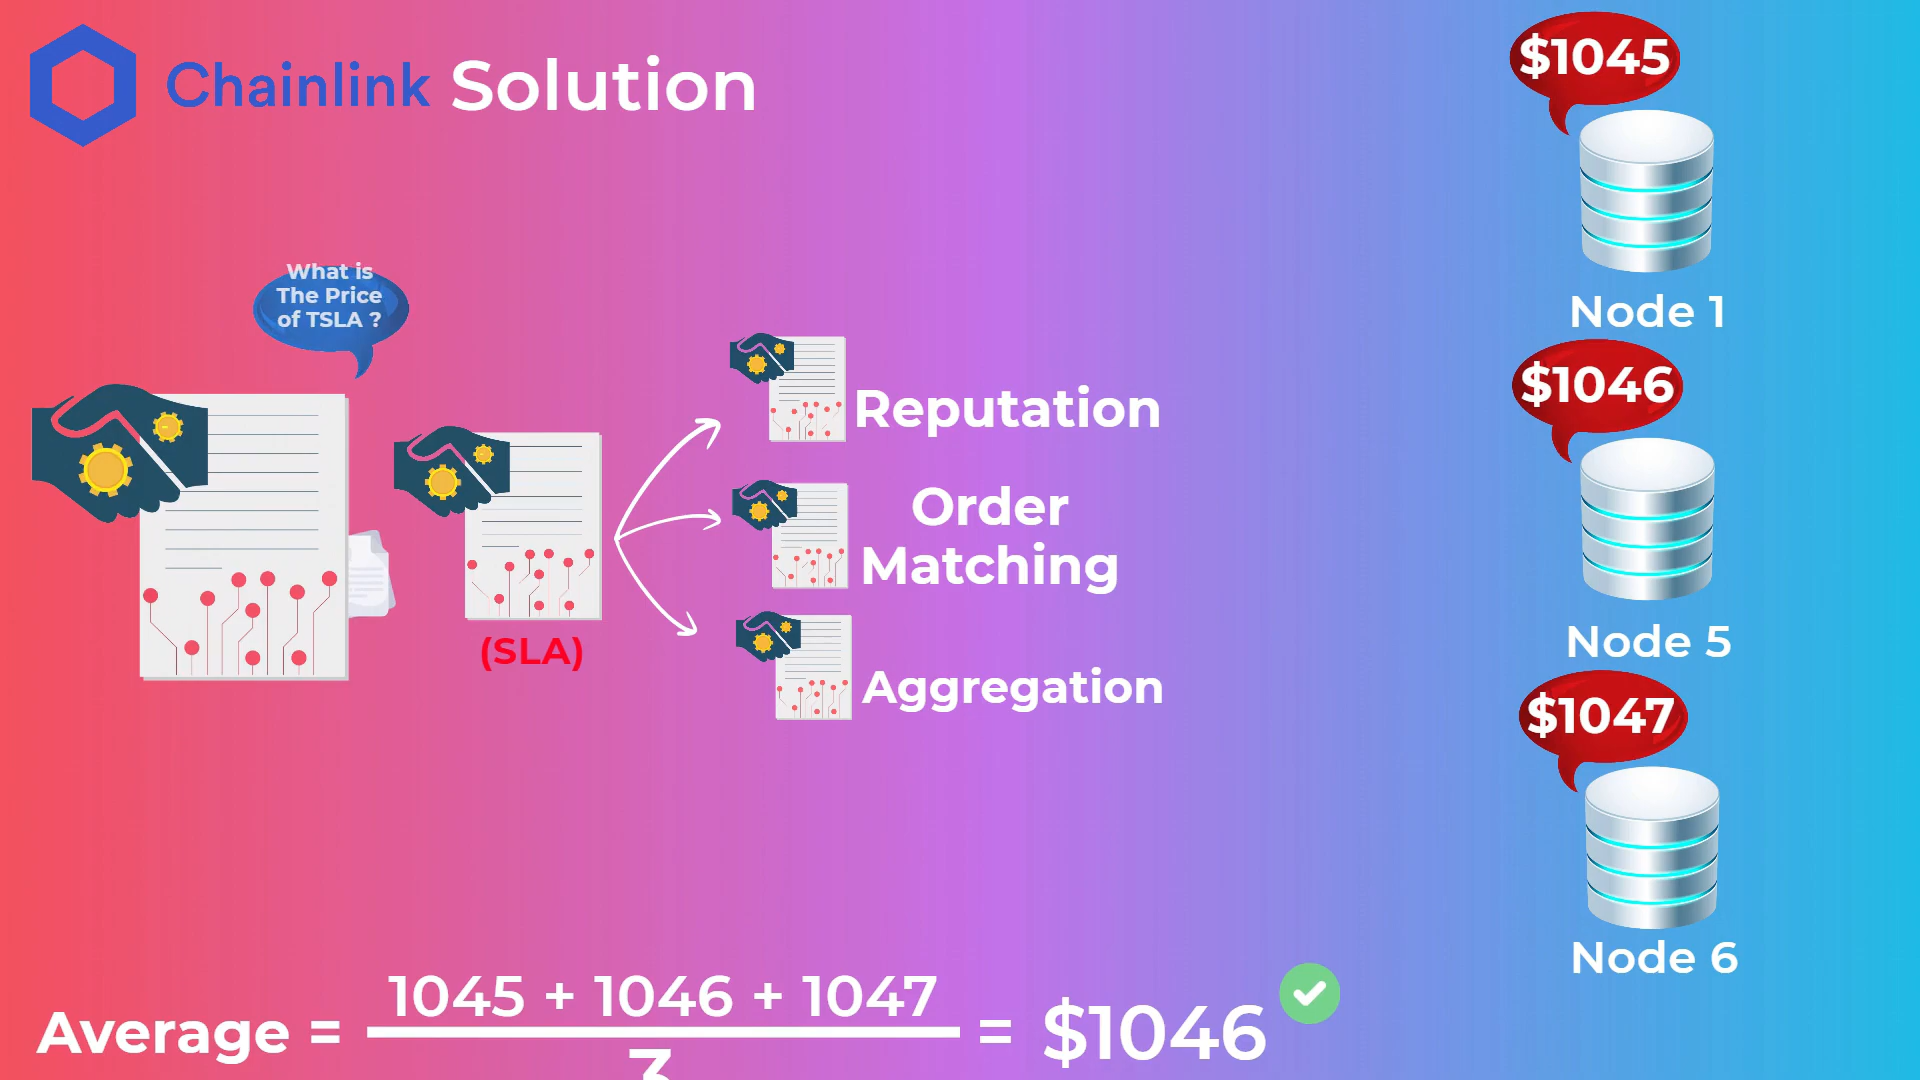 Chainlink Solution
What is
The Price
of TSLA ?
(SLA)
Reputation
Order
Matching
Aggregation
$1045
Node 1
$1046
Node 5
$1047
Node 6
Average = 1045 + 1046 + 1047 = $1046
3